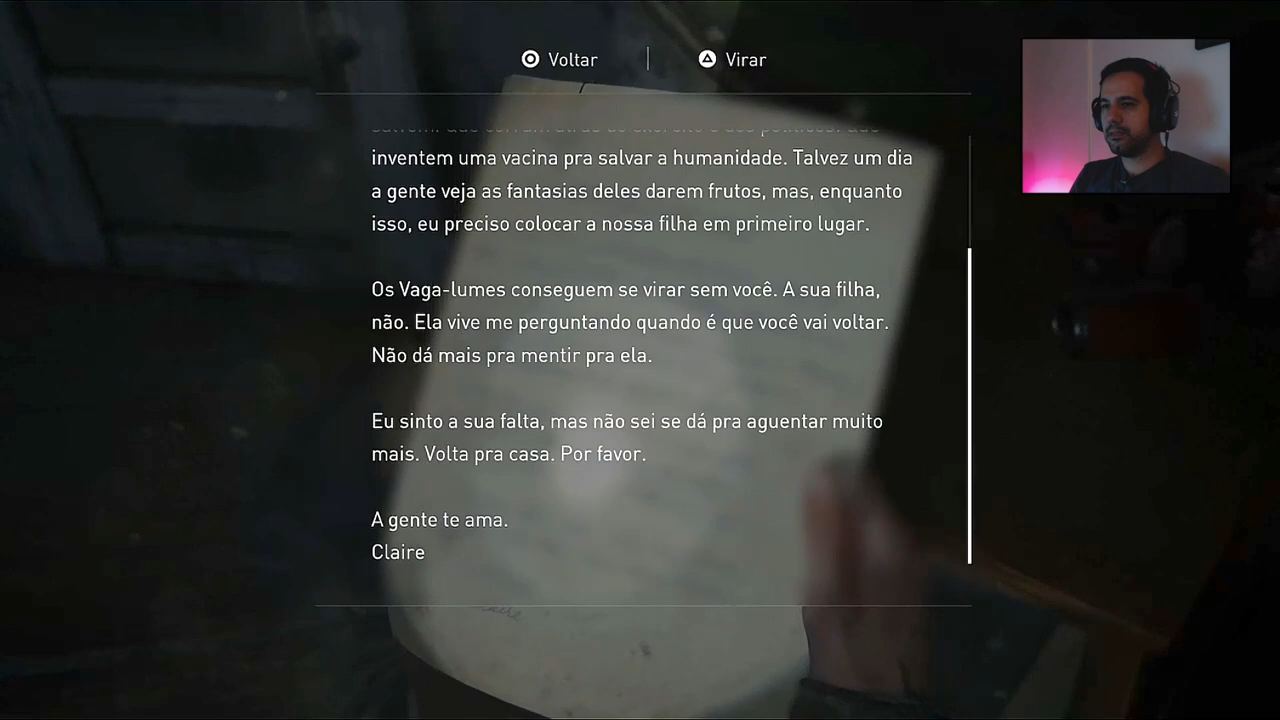 Voltar
Virar
inventem uma vacina pra salvar a humanidade. Talvez um dia
a gente veja as fantasias deles darem frutos, mas, enquanto
isso, eu preciso colocar a nossa filha em primeiro lugar.
Os Vaga-lumes conseguem se virar sem você. A sua filha,
não. Ela vive me perguntando quando é que você vai voltar.
Não dá mais pra mentir pra ela.
Eu sinto a sua falta, mas não sei se dá pra aguentar muito
mais. Volta pra casa. Por favor.
A gente te ama.
Claire